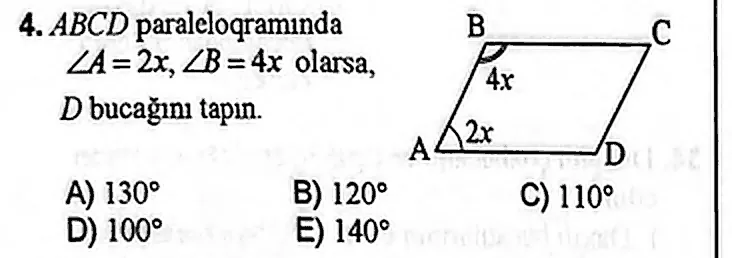 4. ABCD paraleloqramında
∠A = 2x, ∠B = 4x olarsa,
D bucağını tapın.
B
C
4x
2x
A
D
A) 130° B) 120° C) 110°
D) 100° E) 140°